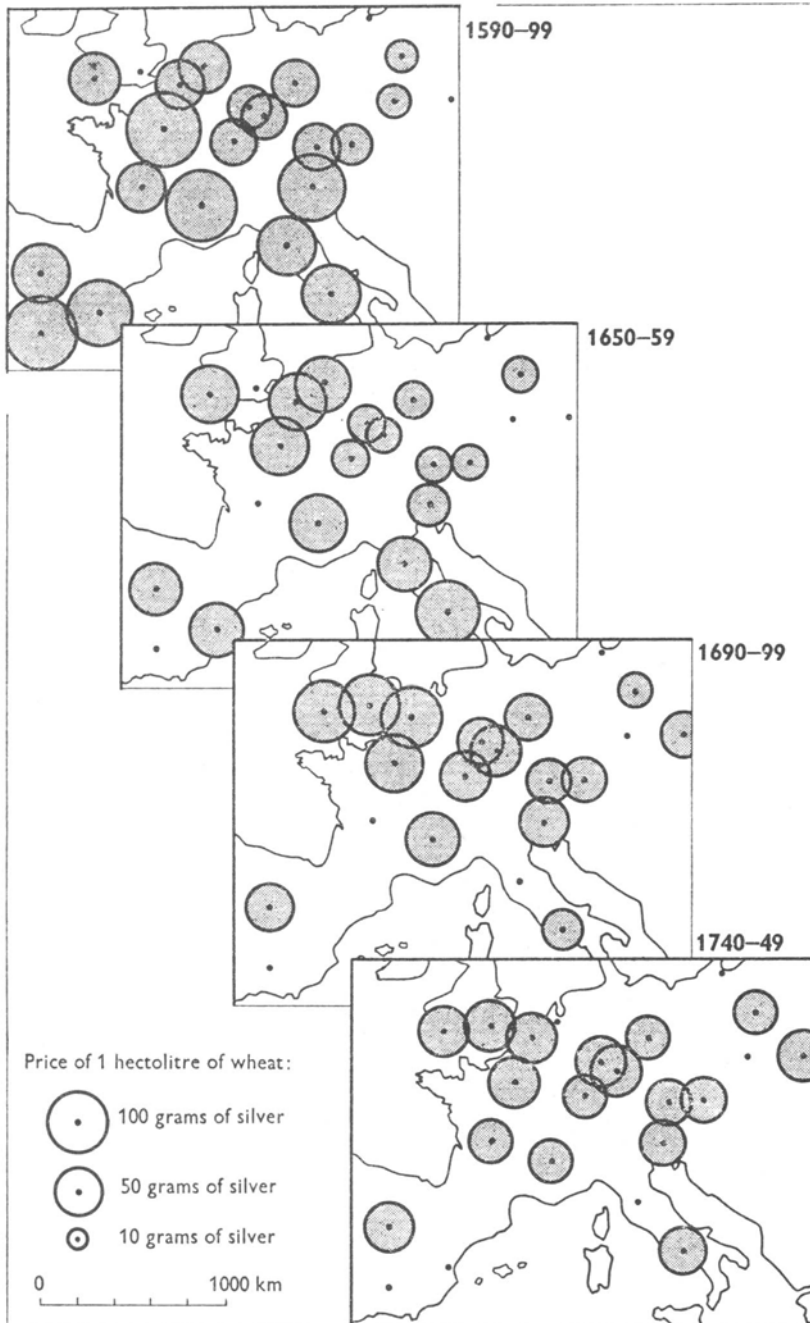 1590–99
1650–59
1690–99
1740–49
Price of 1 hectolitre of wheat:
100 grams of silver
50 grams of silver
10 grams of silver
0 1000 km